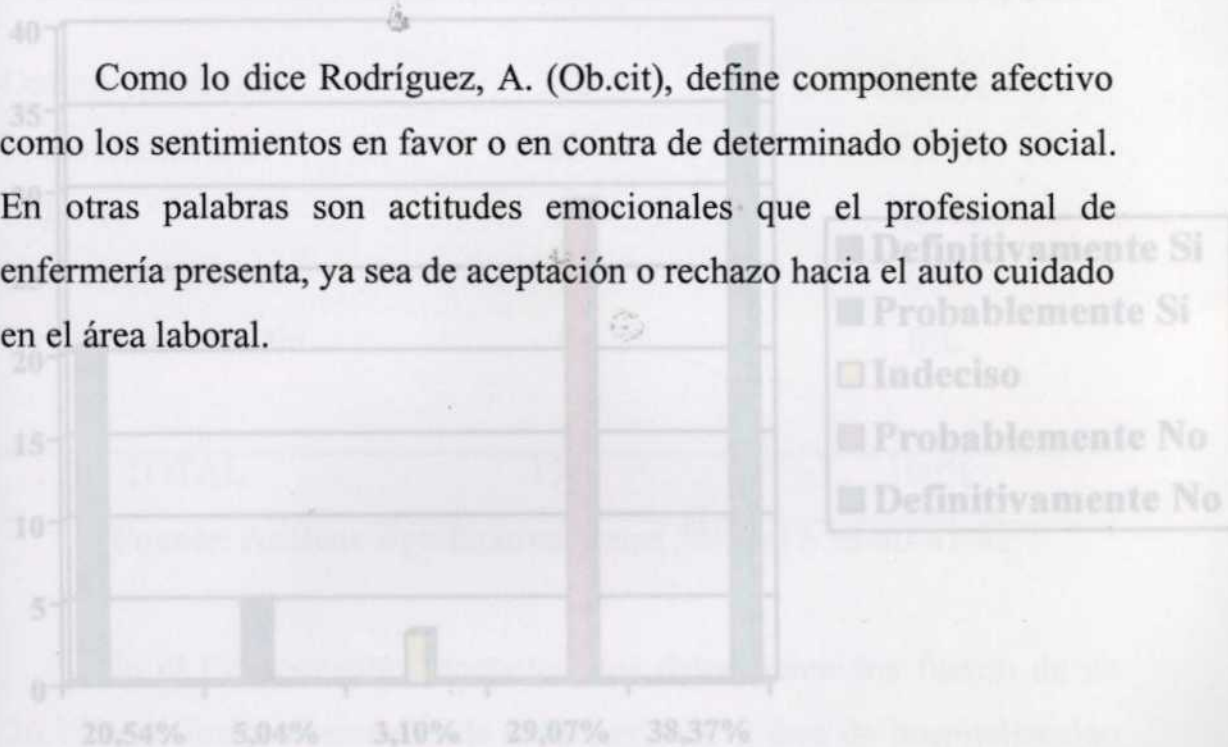 40
Como lo dice Rodríguez, A. (Ob.cit), define componente afectivo
35
como los sentimientos en favor o en contra de determinado objeto social.
30
En otras palabras son actitudes emocionales que el profesional de
Definitivamente Si
enfermería presenta, ya sea de aceptación o rechazo hacia el auto cuidado
25
Probablemente Si
en el área laboral.
20
Indeciso
15
Probablemente No
TOTAL
10
Definitivamente No
5
0
20,54% 5,04% 3,10% 29,07% 38,37%